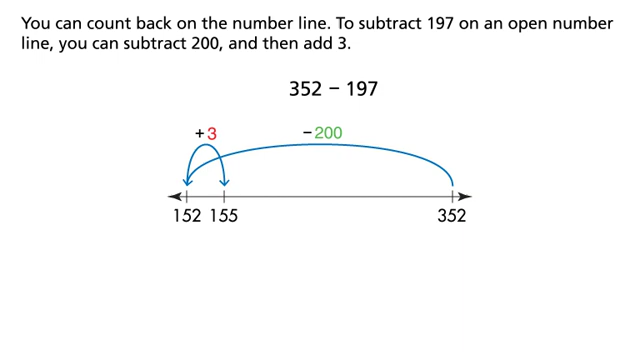 You can count back on the number line. To subtract 197 on an open number
line, you can subtract 200, and then add 3.
352 − 197
+3 −200
152 155 352